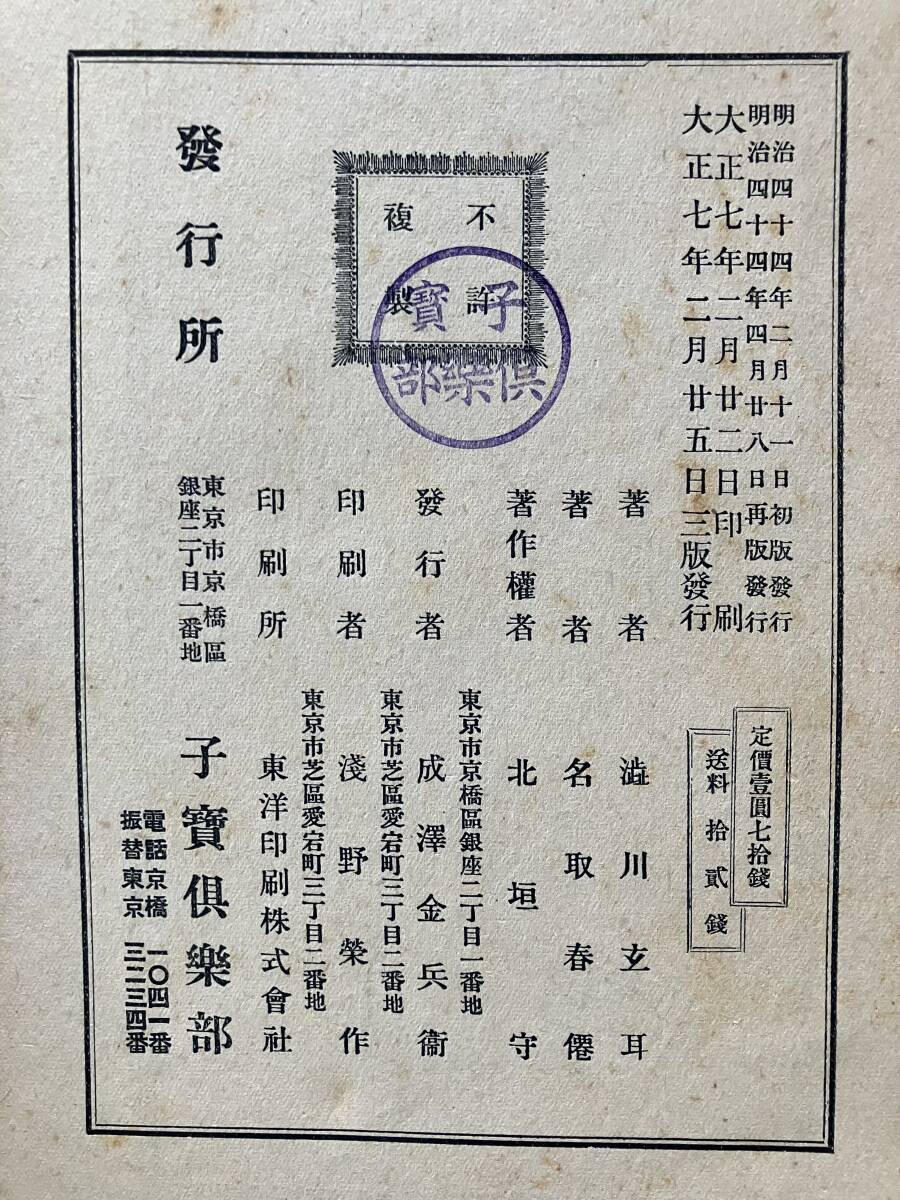 明治四十四年二月十一日初版發行
明治四十四年四月廿八日再版發行
大正七年二月廿二日印刷
大正七年二月廿五日三版發行
定價壹圓七拾錢
送料拾貳錢
不許
複製
子寶
俱樂部
著者 澁川玄耳
著者 名取春僊
著作權者 北垣守
東京市京橋區銀座二丁目一番地
發行者 成澤金兵衞
東京市芝區愛宕町三丁目二番地
印刷者 淺野榮作
東京市芝區愛宕町三丁目二番地
印刷所 東洋印刷株式會社
發行所
東京市京橋區
銀座二丁目一番地
子寶俱樂部
電話京橋 一〇四一番
振替東京 三二三四番